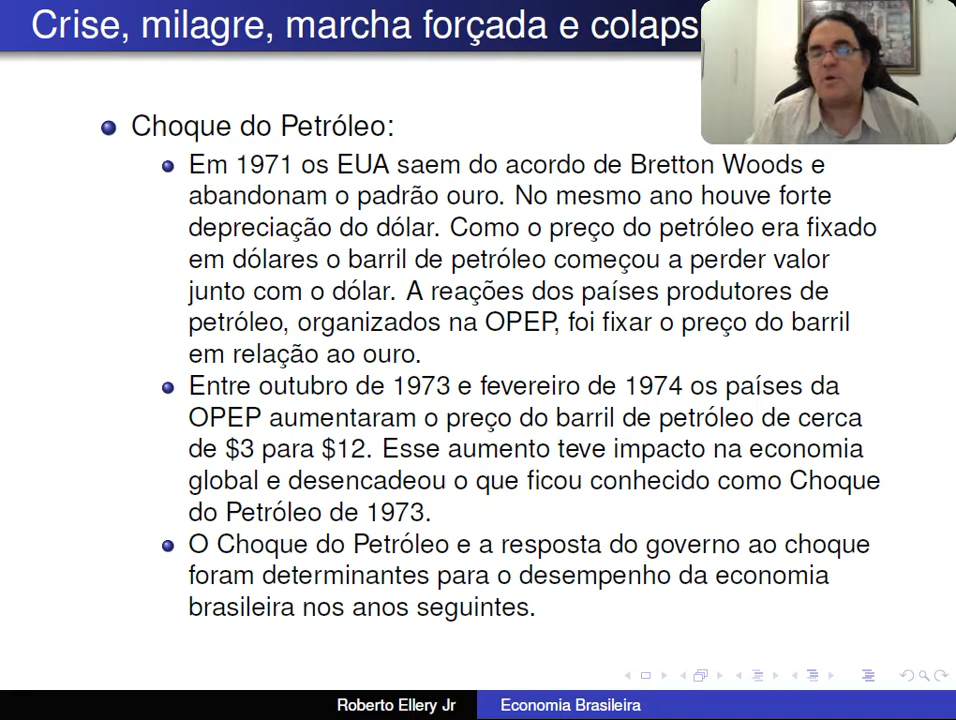 Crise, milagre, marcha forçada e colaps
Choque do Petróleo:
Em 1971 os EUA saem do acordo de Bretton Woods e
abandonam o padrão ouro. No mesmo ano houve forte
depreciação do dólar. Como o preço do petróleo era fixado
em dólares o barril de petróleo começou a perder valor
junto com o dólar. A reações dos países produtores de
petróleo, organizados na OPEP, foi fixar o preço do barril
em relação ao ouro.
Entre outubro de 1973 e fevereiro de 1974 os países da
OPEP aumentaram o preço do barril de petróleo de cerca
de $3 para $12. Esse aumento teve impacto na economia
global e desencadeou o que ficou conhecido como Choque
do Petróleo de 1973.
O Choque do Petróleo e a resposta do governo ao choque
foram determinantes para o desempenho da economia
brasileira nos anos seguintes.
Roberto Ellery Jr
Economia Brasileira